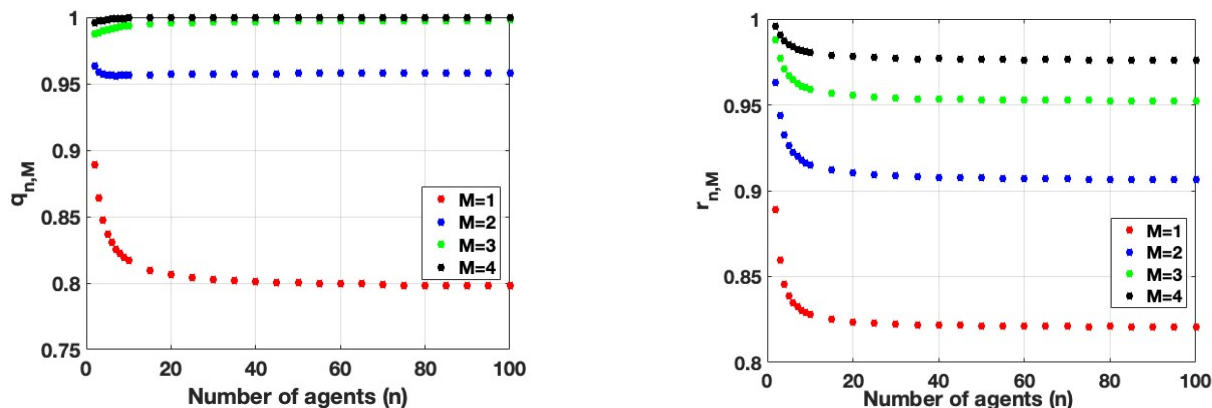 1
0.95
0.9
0.85
0.8
0.75
q_{n,M}
M=1
M=2
M=3
M=4
0 20 40 60 80 100
Number of agents (n)
1
0.95
0.9
0.85
0.8
r_{n,M}
M=1
M=2
M=3
M=4
0 20 40 60 80 100
Number of agents (n)